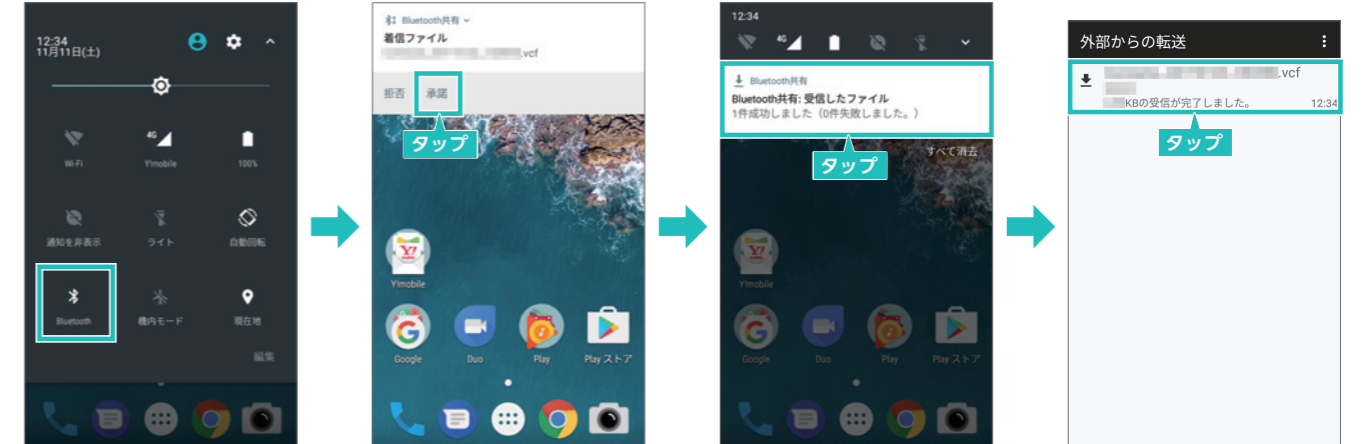 12:34
11月11日(土)
Wi-Fi
4G
Y!mobile
100%
通知を非表示
ライト
自動回転
Bluetooth
機内モード
現在地
編集
Bluetooth共有
着信ファイル
.vcf
拒否
承諾
タップ
Y!
Y!mobile
G
Google
Duo
Play
Play ストア
12:34
4G
Bluetooth共有
Bluetooth共有: 受信したファイル
1件成功しました（0件失敗しました。）
タップ
すべて消去
Y!
Y!mobile
G
Google
Duo
Play
Play ストア
外部からの転送
.vcf
KBの受信が完了しました。
12:34
タップ